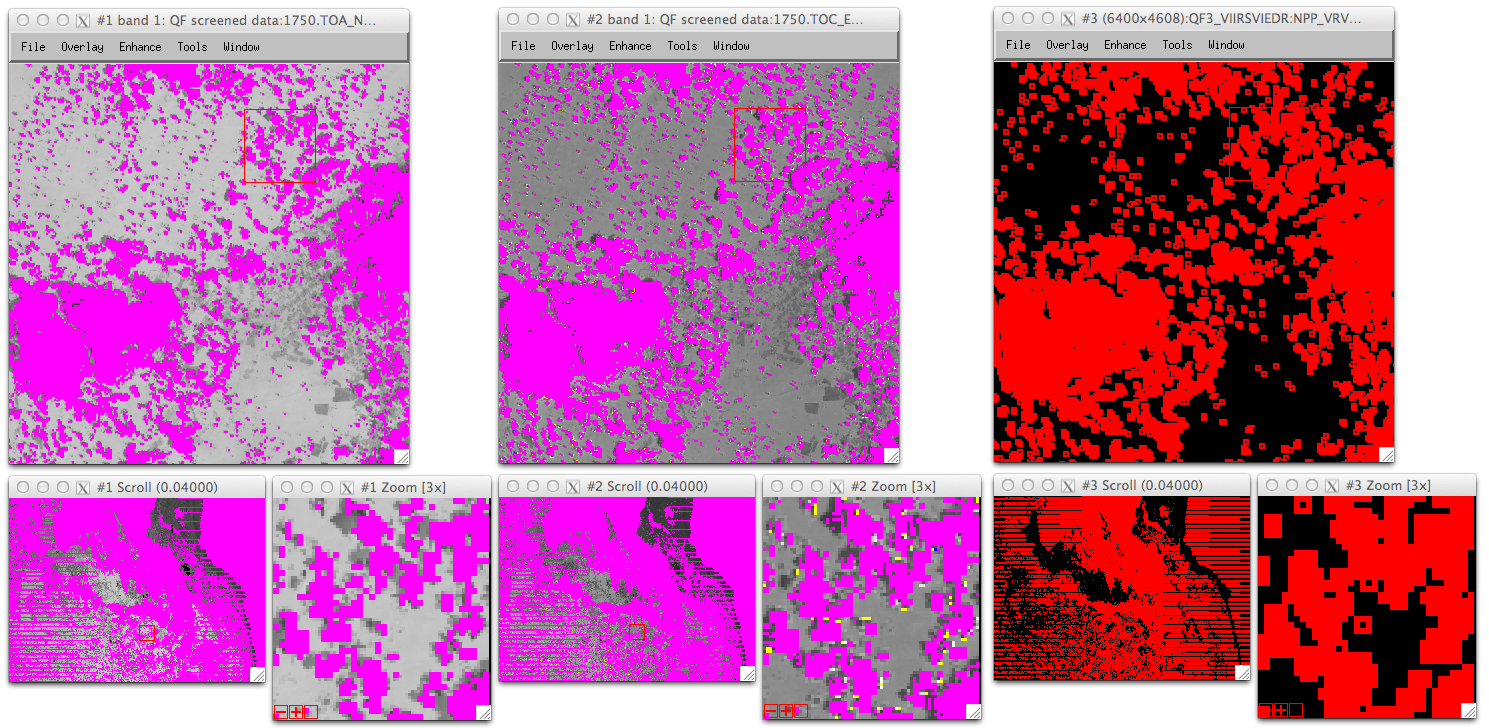 #1 band 1: QF screened data:1750.TOA_N...
File Overlay Enhance Tools Window
#2 band 1: QF screened data:1750.TOC_E...
File Overlay Enhance Tools Window
#3 (6400x4608):QF3_VIIRSVIEDR:NPP_VRV...
File Overlay Enhance Tools Window
#1 Scroll (0.04000)
#1 Zoom [3x]
#2 Scroll (0.04000)
#2 Zoom [3x]
#3 Scroll (0.04000)
#3 Zoom [3x]